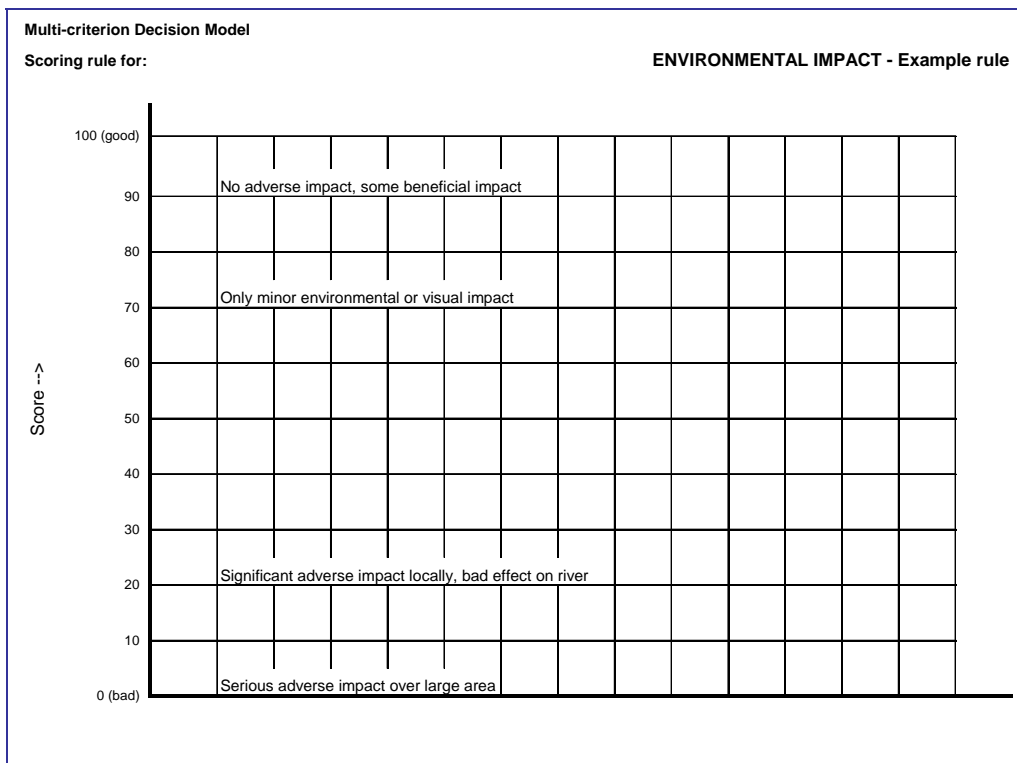 Multi-criterion Decision Model
Scoring rule for:
ENVIRONMENTAL IMPACT - Example rule
100 (good)
No adverse impact, some beneficial impact
90
80
Only minor environmental or visual impact
70
60
Score -->
50
40
30
Significant adverse impact locally, bad effect on river
20
10
Serious adverse impact over large area
0 (bad)